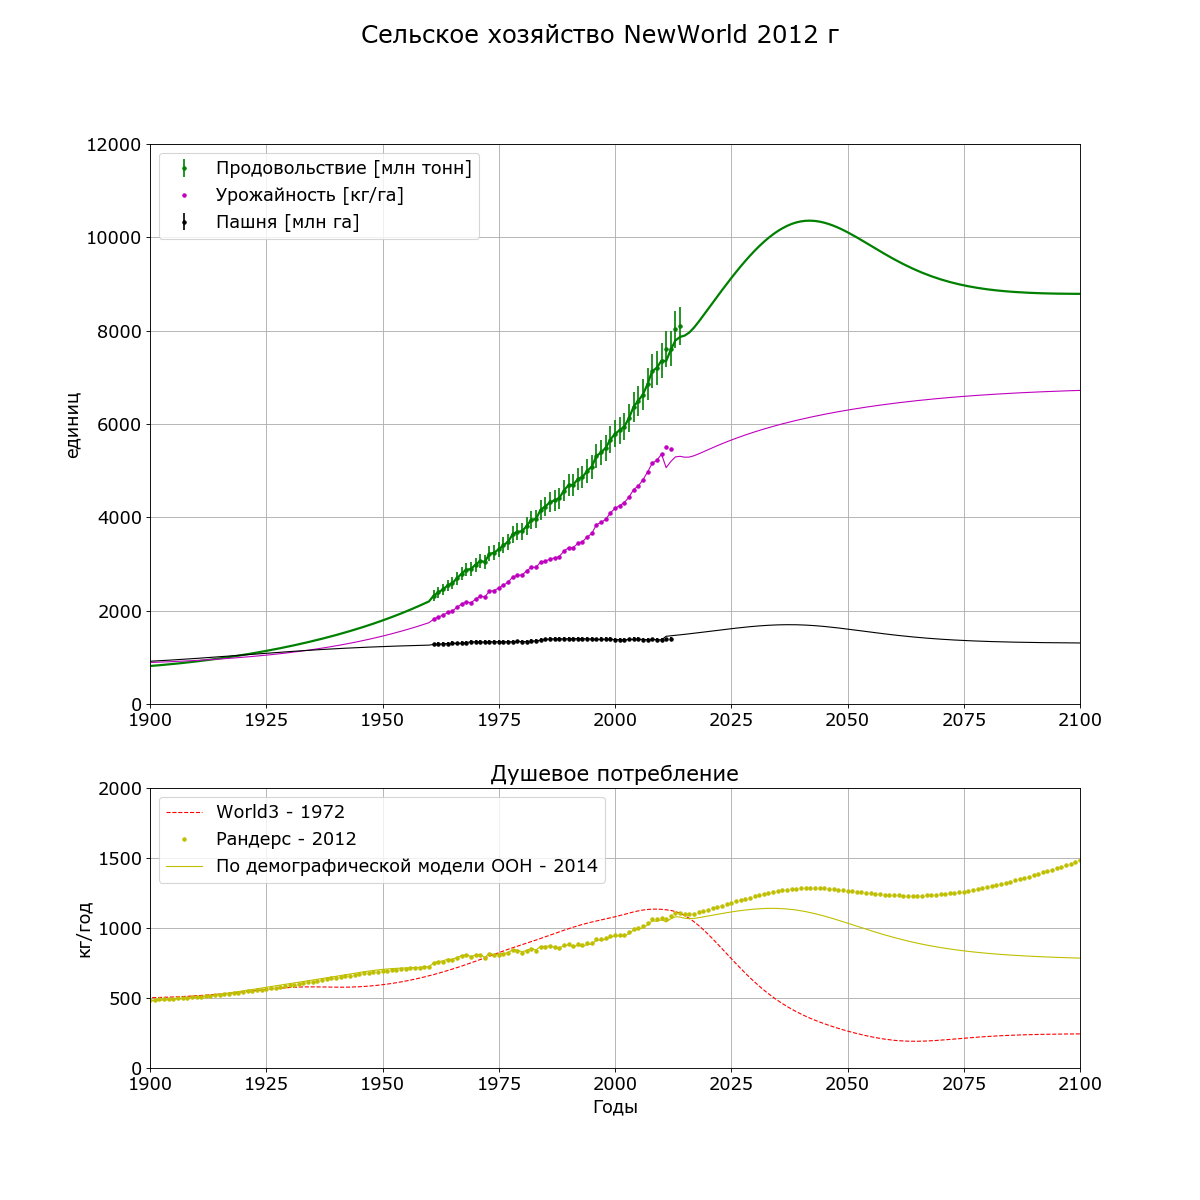 Сельское хозяйство NewWorld 2012 г
12000
10000
8000
6000
4000
2000
0
единиц
Продовольствие [млн тонн]
Урожайность [кг/га]
Пашня [млн га]
1900 1925 1950 1975 2000 2025 2050 2075 2100
Душевое потребление
2000
1500
1000
500
0
кг/год
World3 - 1972
Рандерс - 2012
По демографической модели ООН - 2014
1900 1925 1950 1975 2000 2025 2050 2075 2100
Годы